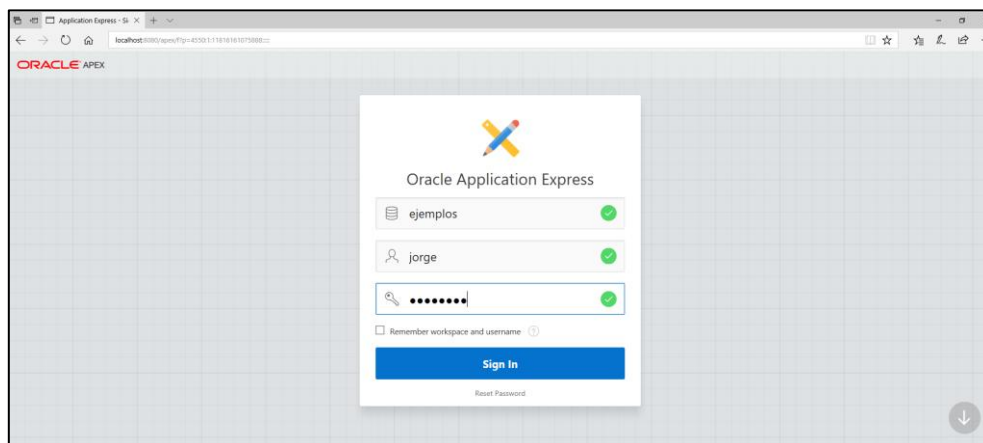 Application Express - Si
localhost:8080/apex/f?p=4550:1:11818161075000:::::
ORACLE APEX
Oracle Application Express
ejemplos
jorge
Remember workspace and username
Sign In
Reset Password